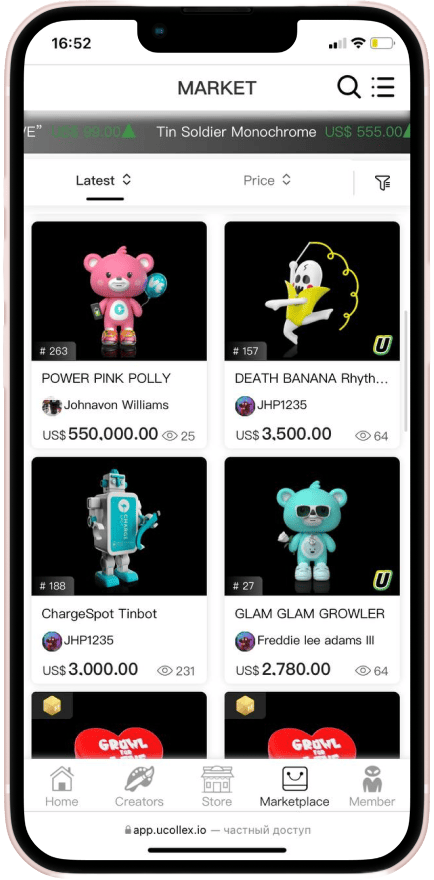 16:52
MARKET
VE” US$ 99.00▲ Tin Soldier Monochrome US$ 555.00
Latest Price
# 263
# 157
U
POWER PINK POLLY
DEATH BANANA Rhyth...
Johnavon Williams
JHP1235
US$ 550,000.00 25
US$ 3,500.00 64
# 188
# 27
U
ChargeSpot Tinbot
GLAM GLAM GROWLER
JHP1235
Freddie lee adams III
US$ 3,000.00 231
US$ 2,780.00 64
GROWL
GROWL
Home Creators Store Marketplace Member
app.ucollex.io — частный доступ